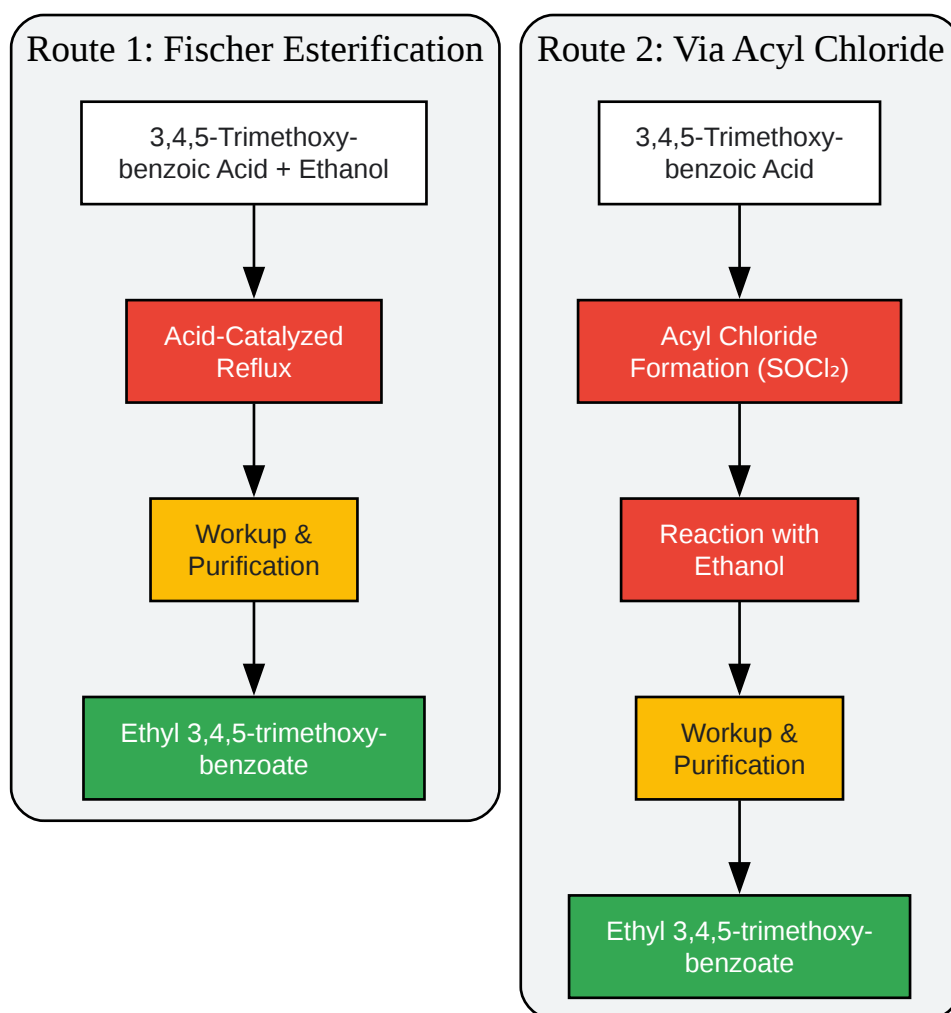 Route 1: Fischer Esterification
3,4,5-Trimethoxy-
benzoic Acid + Ethanol
Acid-Catalyzed
Reflux
Workup &
Purification
Ethyl 3,4,5-trimethoxy-
benzoate
Route 2: Via Acyl Chloride
3,4,5-Trimethoxy-
benzoic Acid
Acyl Chloride
Formation (SOCl₂)
Reaction with
Ethanol
Workup &
Purification
Ethyl 3,4,5-trimethoxy-
benzoate